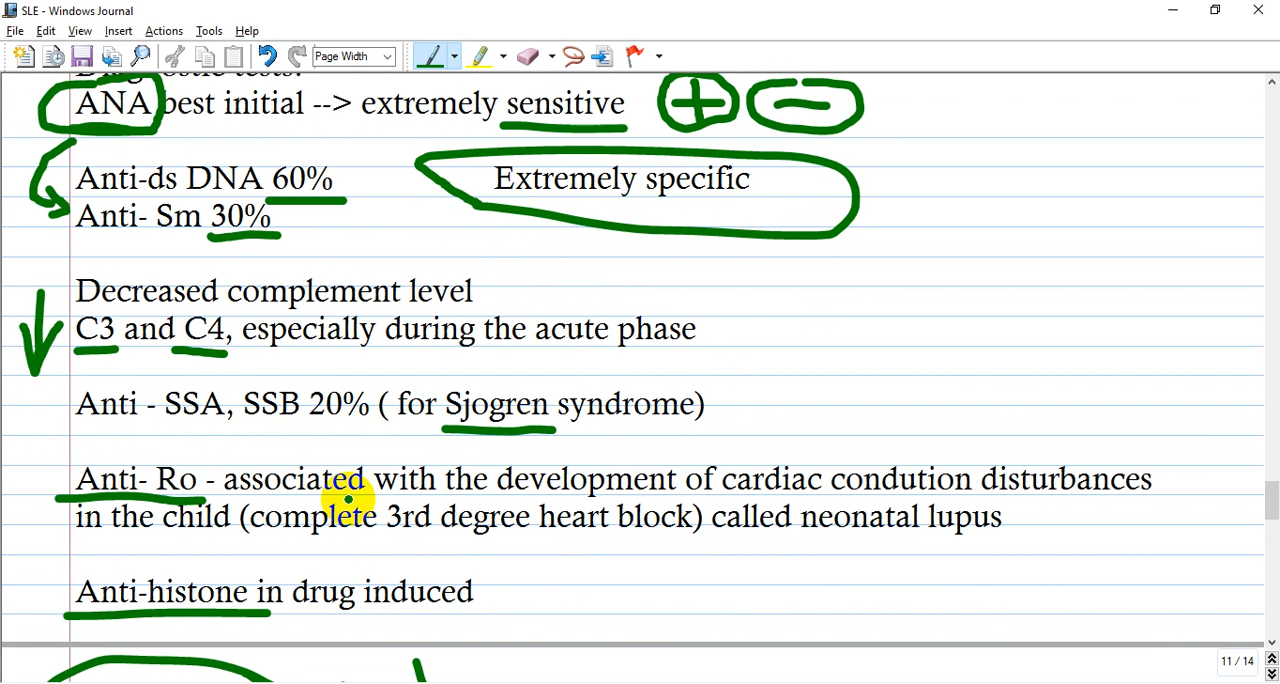 SLE - Windows Journal
File Edit View Insert Actions Tools Help
Page Width
Diagnostic tests:
ANA best initial --> extremely sensitive
Anti-ds DNA 60% Extremely specific
Anti- Sm 30%
Decreased complement level
C3 and C4, especially during the acute phase
Anti - SSA, SSB 20% ( for Sjogren syndrome)
Anti- Ro - associated with the development of cardiac condution disturbances
in the child (complete 3rd degree heart block) called neonatal lupus
Anti-histone in drug induced
11 / 14